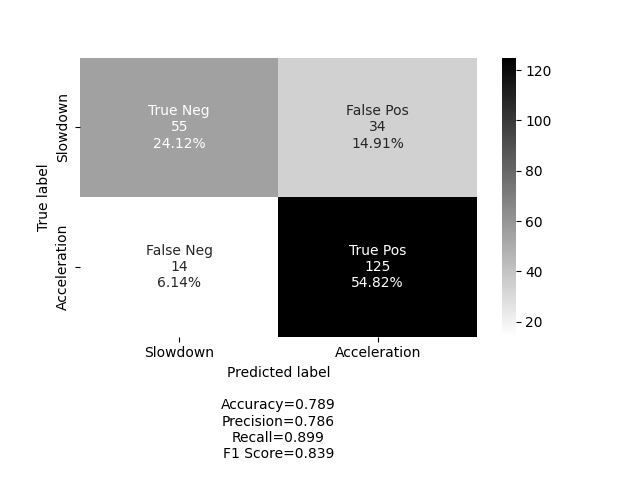 True label
Slowdown
Acceleration
True Neg
55
24.12%
False Pos
34
14.91%
False Neg
14
6.14%
True Pos
125
54.82%
120
100
80
60
40
20
Slowdown
Acceleration
Predicted label
Accuracy=0.789
Precision=0.786
Recall=0.899
F1 Score=0.839